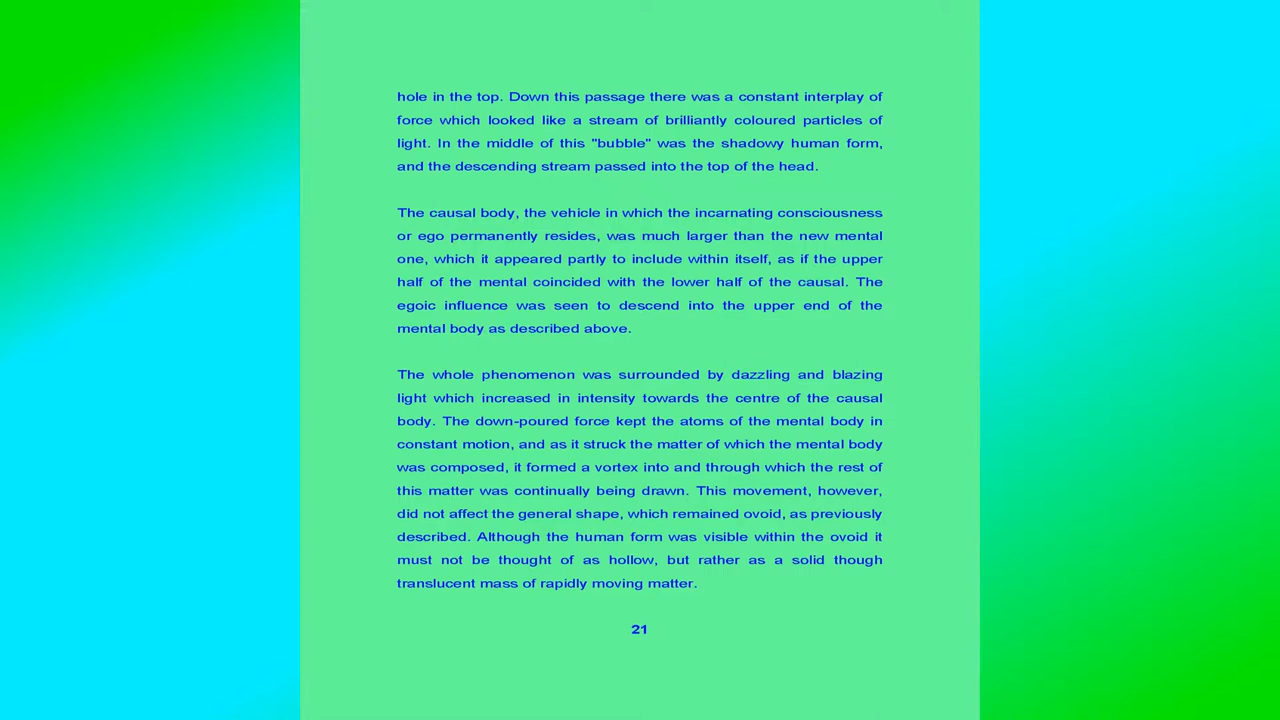 hole in the top. Down this passage there was a constant interplay of
force which looked like a stream of brilliantly coloured particles of
light. In the middle of this "bubble" was the shadowy human form,
and the descending stream passed into the top of the head.
The causal body, the vehicle in which the incarnating consciousness
or ego permanently resides, was much larger than the new mental
one, which it appeared partly to include within itself, as if the upper
half of the mental coincided with the lower half of the causal. The
egoic influence was seen to descend into the upper end of the
mental body as described above.
The whole phenomenon was surrounded by dazzling and blazing
light which increased in intensity towards the centre of the causal
body. The down-poured force kept the atoms of the mental body in
constant motion, and as it struck the matter of which the mental body
was composed, it formed a vortex into and through which the rest of
this matter was continually being drawn. This movement, however,
did not affect the general shape, which remained ovoid, as previously
described. Although the human form was visible within the ovoid it
must not be thought of as hollow, but rather as a solid though
translucent mass of rapidly moving matter.
21